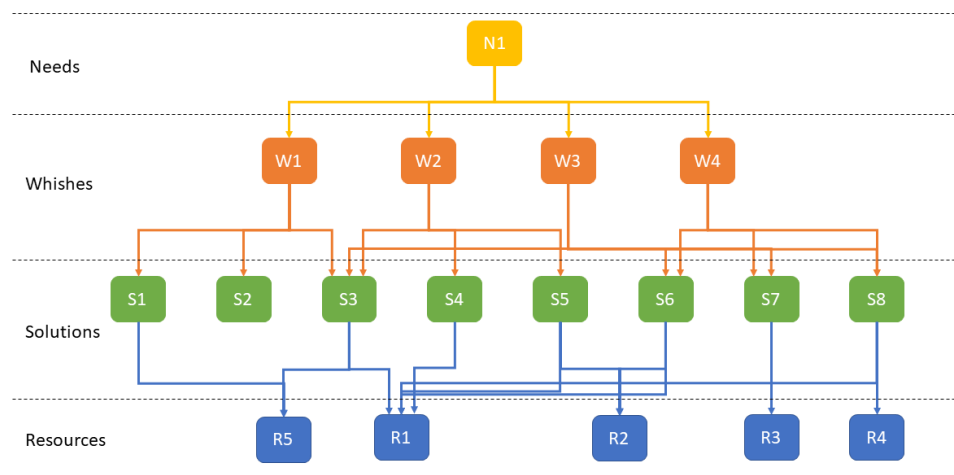 N1
Needs
W1 W2 W3 W4
Whishes
S1 S2 S3 S4 S5 S6 S7 S8
Solutions
R5 R1 R2 R3 R4
Resources